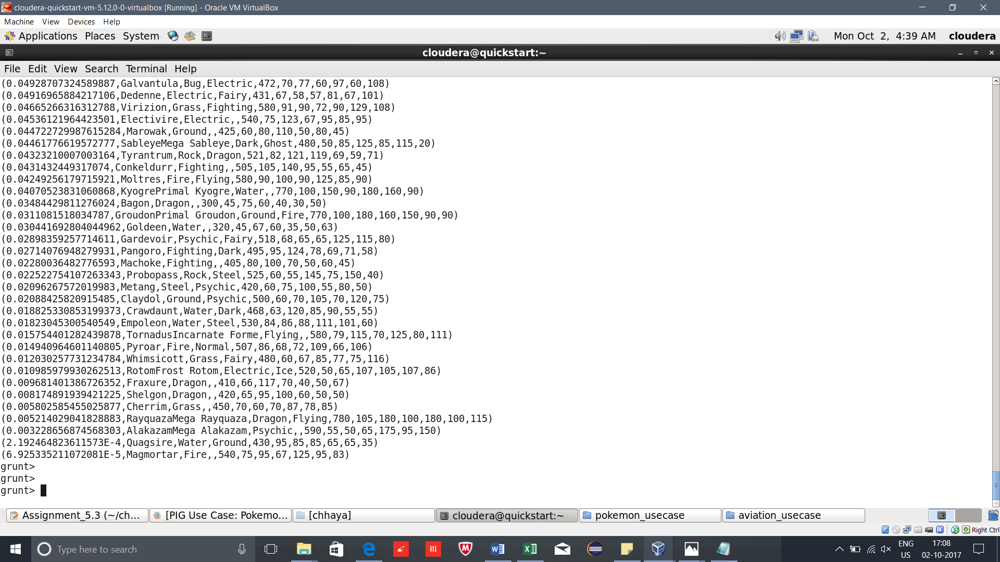 cloudera-quickstart-vm-5.12.0-0-virtualbox [Running] - Oracle VM VirtualBox
Machine View Devices Help
Applications Places System Mon Oct 2, 4:39 AM cloudera
cloudera@quickstart:~
File Edit View Search Terminal Help
(0.04928707324589887,Galvantula,Bug,Electric,472,70,77,60,97,60,108)
(0.04916965884217106,Dedenne,Electric,Fairy,431,67,58,57,81,67,101)
(0.04665266316312788,Virizion,Grass,Fighting,580,91,90,72,90,129,108)
(0.04536121964423501,Electivire,Electric,,540,75,123,67,95,85,95)
(0.044722729987615284,Marowak,Ground,,425,60,80,110,50,80,45)
(0.04461776619572777,SableyeMega Sableye,Dark,Ghost,480,50,85,125,85,115,20)
(0.04323210007003164,Tyrantrum,Rock,Dragon,521,82,121,119,69,59,71)
(0.0431432449317074,Conkeldurr,Fighting,,505,105,140,95,55,65,45)
(0.04249256179715921,Moltres,Fire,Flying,580,90,100,90,125,85,90)
(0.04070523831060868,KyogrePrimal Kyogre,Water,,770,100,150,90,180,160,90)
(0.03484429811276024,Bagon,Dragon,,300,45,75,60,40,30,50)
(0.0311081518034787,GroudonPrimal Groudon,Ground,Fire,770,100,180,160,150,90,90)
(0.030441692804044962,Goldeen,Water,,320,45,67,60,35,50,63)
(0.02898359257714611,Gardevoir,Psychic,Fairy,518,68,65,65,125,115,80)
(0.02714076948279931,Pangoro,Fighting,Dark,495,95,124,78,69,71,58)
(0.02280036482776593,Machoke,Fighting,,405,80,100,70,50,60,45)
(0.022522754107263343,Probopass,Rock,Steel,525,60,55,145,75,150,40)
(0.02096267572019983,Metang,Steel,Psychic,420,60,75,100,55,80,50)
(0.02088425820915485,Claydol,Ground,Psychic,500,60,70,105,70,120,75)
(0.018825330853199373,Crawdaunt,Water,Dark,468,63,120,85,90,55,55)
(0.01823045300540549,Empoleon,Water,Steel,530,84,86,88,111,101,60)
(0.015754401282439878,TornadusIncarnate Forme,Flying,,580,79,115,70,125,80,111)
(0.014940964601140805,Pyroar,Fire,Normal,507,86,68,72,109,66,106)
(0.012030257731234784,Whimsicott,Grass,Fairy,480,60,67,85,77,75,116)
(0.010985979930262513,RotomFrost Rotom,Electric,Ice,520,50,65,107,105,107,86)
(0.009681401386726352,Fraxure,Dragon,,410,66,117,70,40,50,67)
(0.008174891939421225,Shelgon,Dragon,,420,65,95,100,60,50,50)
(0.005802585455025877,Cherrim,Grass,,450,70,60,70,87,78,85)
(0.005214029041828883,RayquazaMega Rayquaza,Dragon,Flying,780,105,180,100,180,100,115)
(0.003228656874568303,AlakazamMega Alakazam,Psychic,,590,55,50,65,175,95,150)
(2.192464823611573E-4,Quagsire,Water,Ground,430,95,85,85,65,65,35)
(6.925335211072081E-5,Magmortar,Fire,,540,75,95,67,125,95,83)
grunt>
grunt>
grunt>
Assignment_5.3 (~/ch... [PIG Use Case: Pokemo... [chhaya] cloudera@quickstart:~ pokemon_usecase aviation_usecase
Right Ctrl
Type here to search ENG 17:08
US 02-10-2017